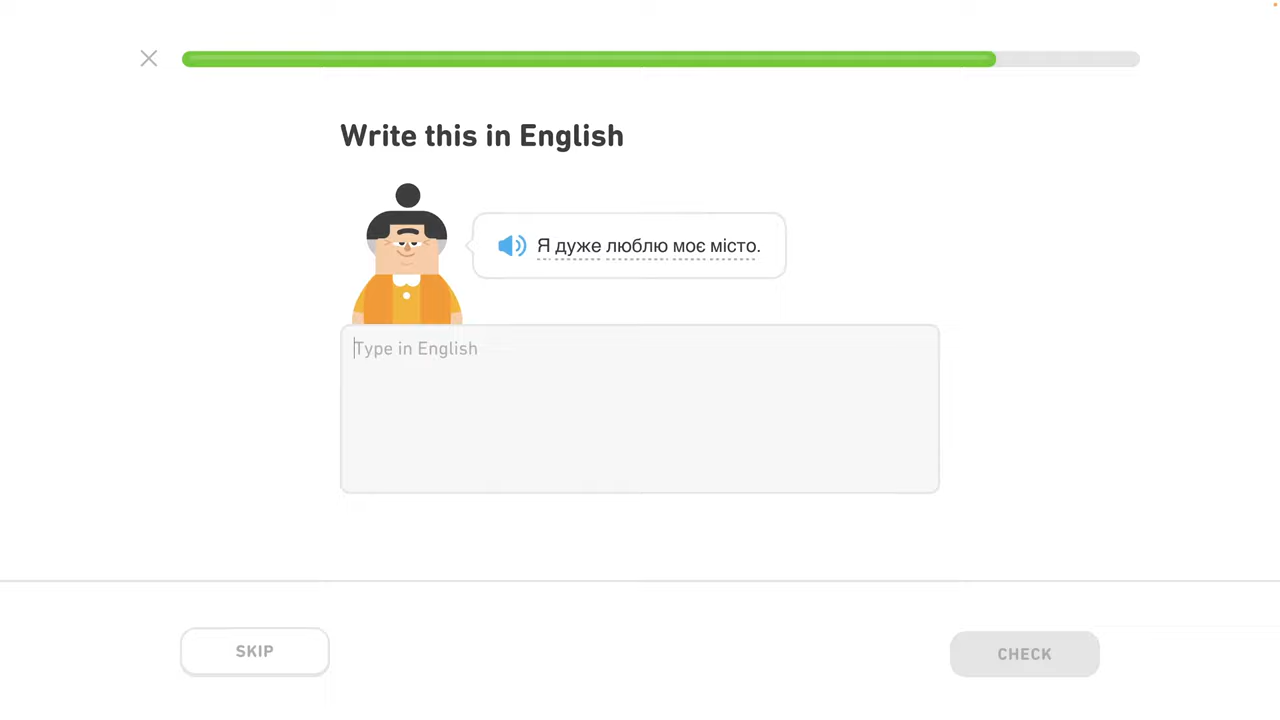 Write this in English
Я дуже люблю моє місто.
Type in English
SKIP
CHECK